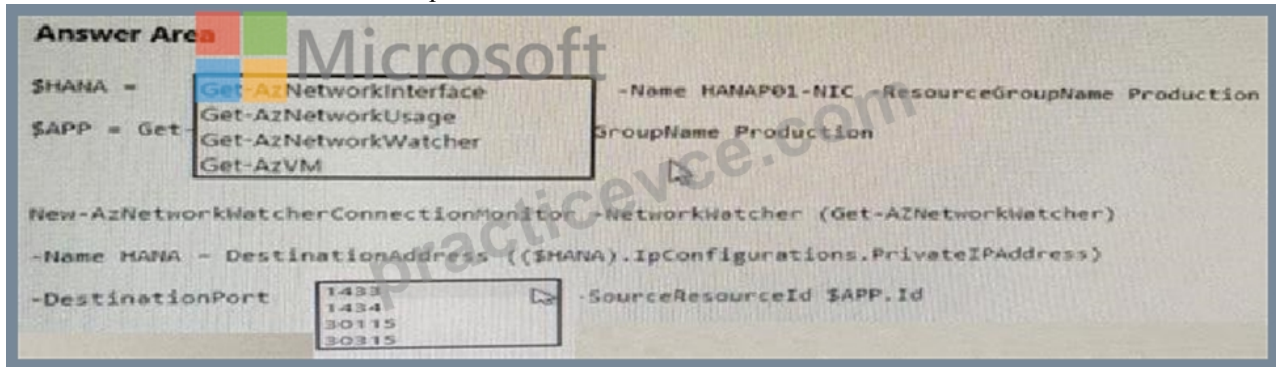 Answer Area
Microsoft
$HANA = Get-AzNetworkInterface -Name HANAP01-NIC -ResourceGroupName Production
Get-AzNetworkUsage
$APP = Get- GroupName Production
Get-AzNetworkWatcher
Get-AzVM
practicevce.com
New-AzNetworkWatcherConnectionMonitor -NetworkWatcher (Get-AZNetworkWatcher)
-Name HANA - DestinationAddress (($HANA).IpConfigurations.PrivateIPAddress)
-DestinationPort 1433 -SourceResourceId $APP.Id
1434
30115
30315